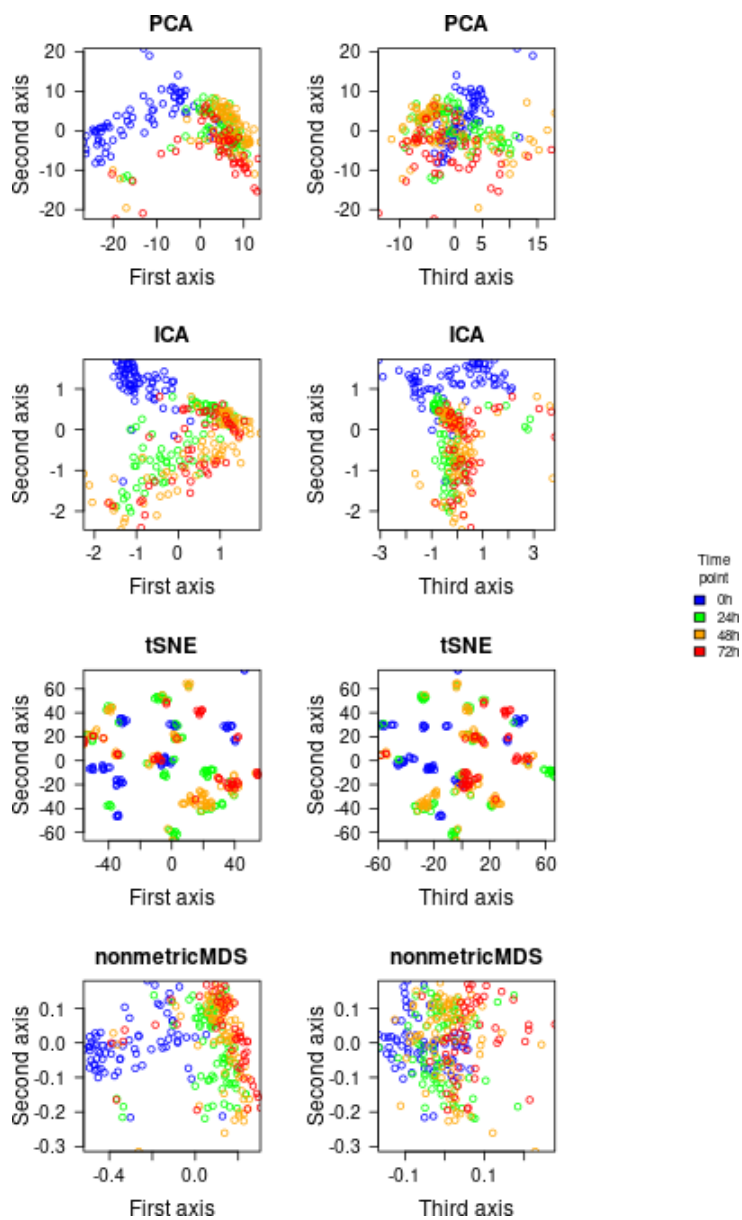 PCA
PCA
20
10
0
-10
-20
Second axis
-20
-10
0
10
First axis
20
10
0
-10
-20
Second axis
-10
0
5
15
Third axis
ICA
ICA
1
0
-1
-2
Second axis
-2
-1
0
1
First axis
1
0
-1
-2
Second axis
-3
-1
1
3
Third axis
Time
point
0h
24h
48h
72h
tSNE
tSNE
60
40
20
0
-20
-40
-60
Second axis
-40
0
40
First axis
60
40
20
0
-20
-40
-60
Second axis
-60
-20
20
60
Third axis
nonmetricMDS
nonmetricMDS
0.1
0.0
-0.1
-0.2
-0.3
Second axis
-0.4
0.0
First axis
0.1
0.0
-0.1
-0.2
-0.3
Second axis
-0.1
0.1
Third axis